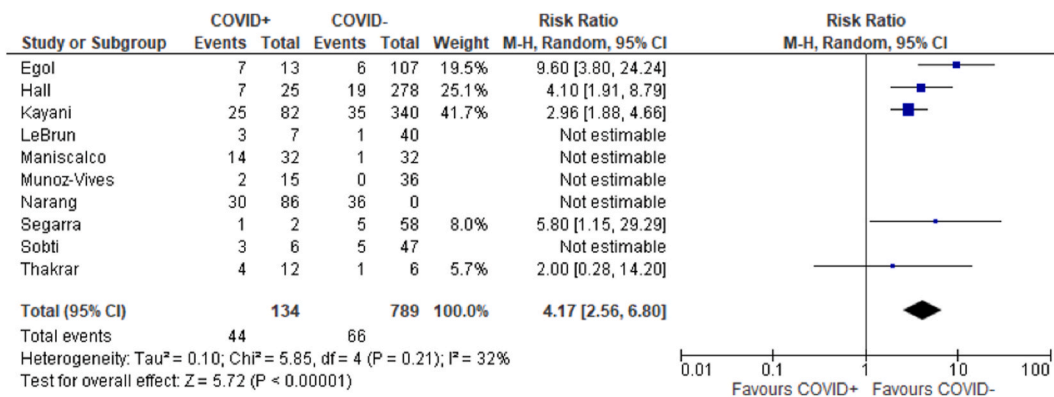 COVID+ COVID- Risk Ratio Risk Ratio
Study or Subgroup Events Total Events Total Weight M-H, Random, 95% CI M-H, Random, 95% CI
Egol 7 13 6 107 19.5% 9.60 [3.80, 24.24]
Hall 7 25 19 278 25.1% 4.10 [1.91, 8.79]
Kayani 25 82 35 340 41.7% 2.96 [1.88, 4.66]
LeBrun 3 7 1 40 Not estimable
Maniscalco 14 32 1 32 Not estimable
Munoz-Vives 2 15 0 36 Not estimable
Narang 30 86 36 0 Not estimable
Segarra 1 2 5 58 8.0% 5.80 [1.15, 29.29]
Sobti 3 6 5 47 Not estimable
Thakrar 4 12 1 6 5.7% 2.00 [0.28, 14.20]
Total (95% CI) 134 789 100.0% 4.17 [2.56, 6.80]
Total events 44 66
Heterogeneity: Tau² = 0.10; Chi² = 5.85, df = 4 (P = 0.21); I² = 32%
Test for overall effect: Z = 5.72 (P < 0.00001)
0.01 0.1 1 10 100
Favours COVID+ Favours COVID-